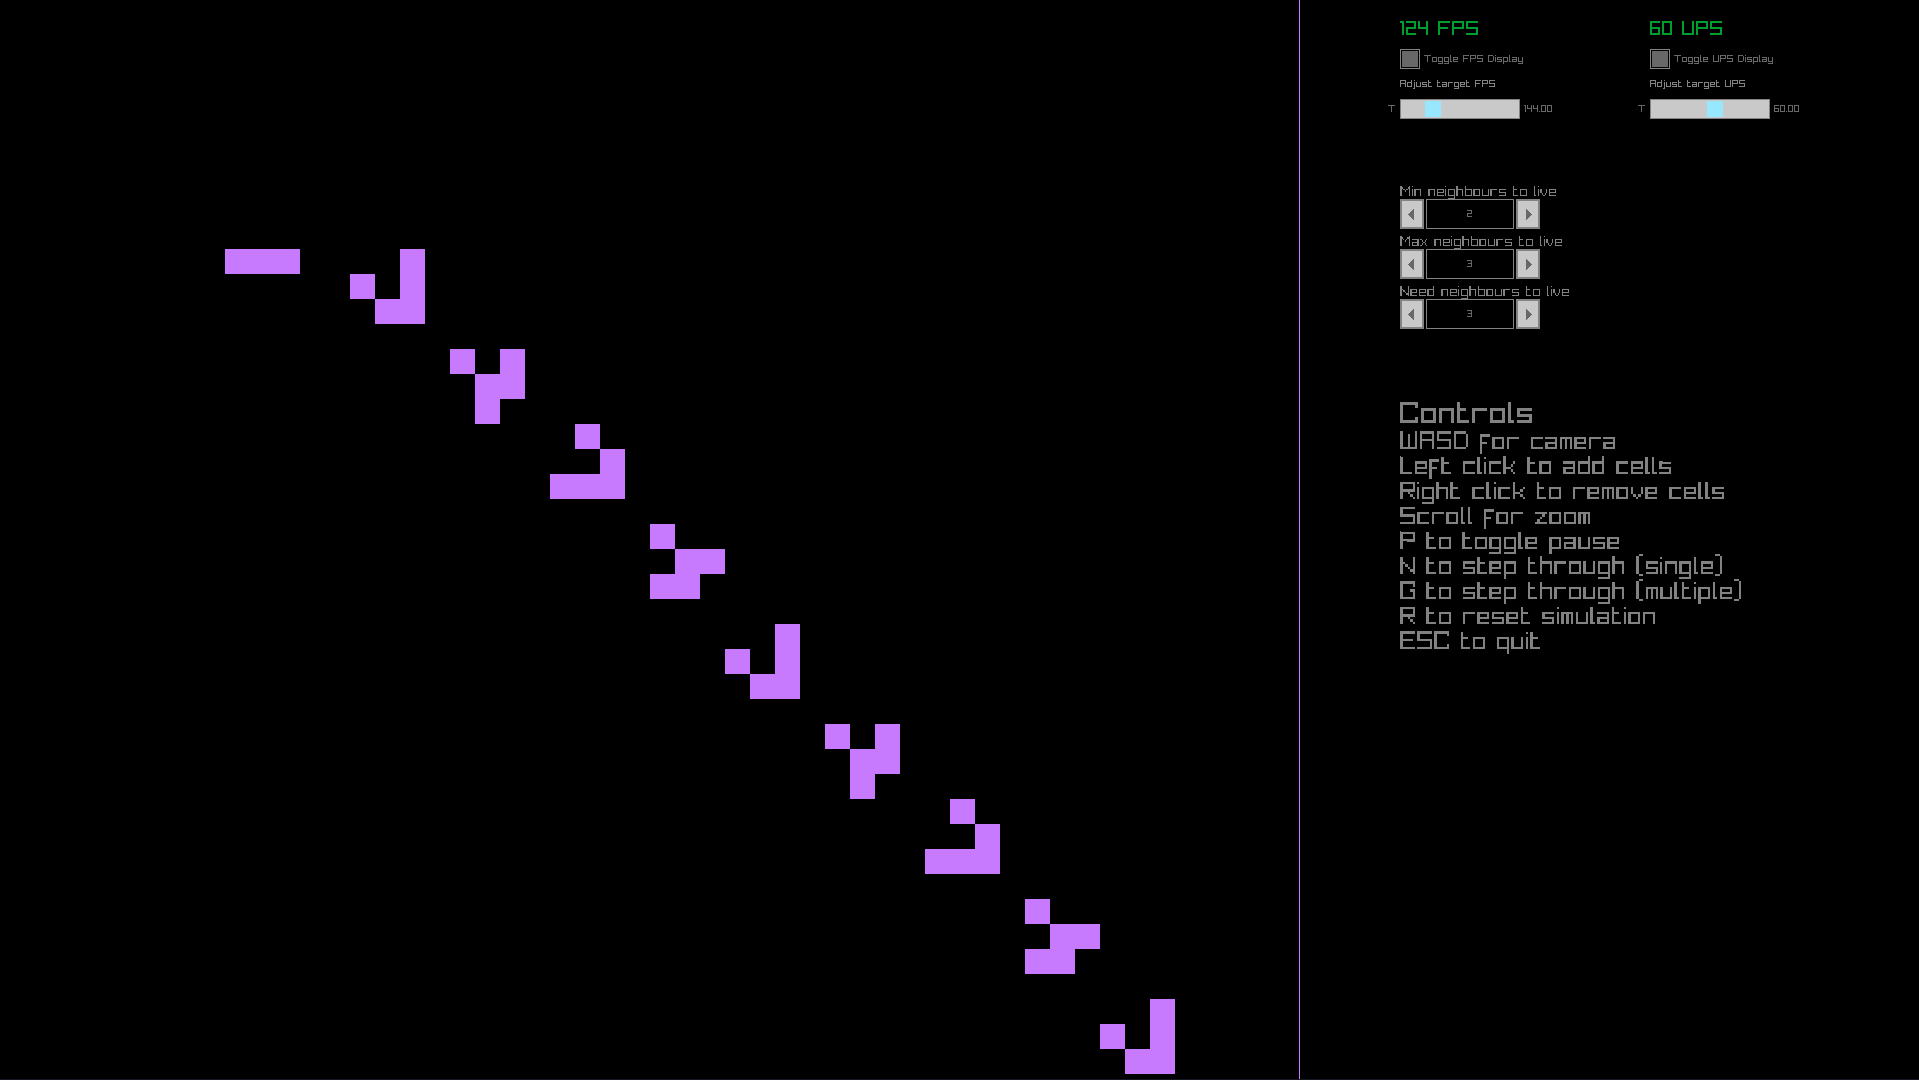 124 FPS
60 UPS
Toggle FPS Display
Toggle UPS Display
Adjust target FPS
Adjust target UPS
T 144.00
T 60.00
Min neighbours to live
2
Max neighbours to live
3
Need neighbours to live
3
Controls
WASD for camera
Left click to add cells
Right click to remove cells
Scroll for zoom
P to toggle pause
N to step through (single)
G to step through (multiple)
R to reset simulation
ESC to quit